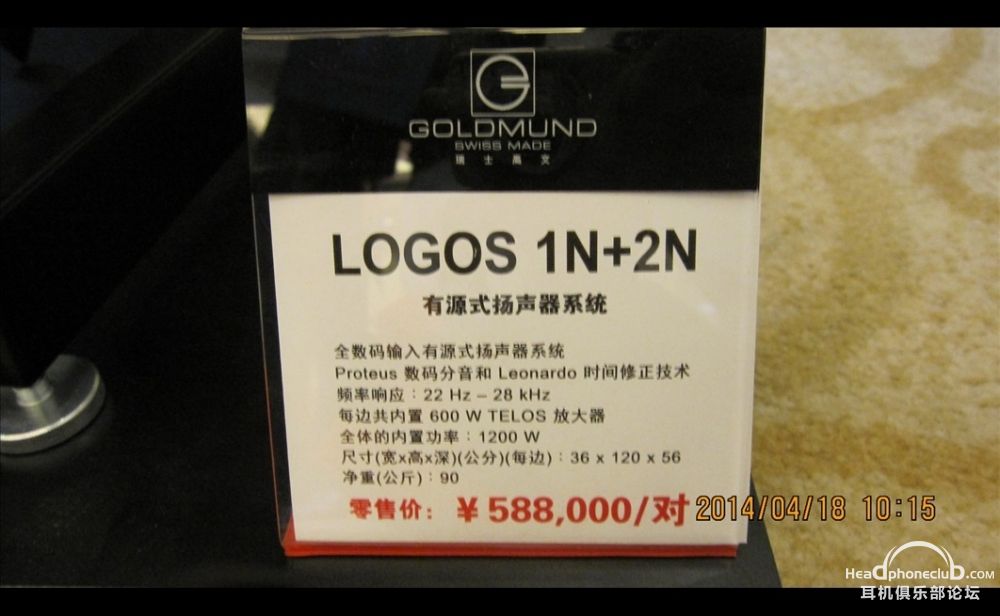 GOLDMUND
SWISS MADE
瑞士高文
LOGOS 1N+2N
有源式扬声器系统
全数码输入有源式扬声器系统
Proteus 数码分音和 Leonardo 时间修正技术
频率响应：22 Hz – 28 kHz
每边共内置 600 W TELOS 放大器
全体的内置功率：1200 W
尺寸(宽x高x深)(公分)(每边)：36 x 120 x 56
净重(公斤)：90
零售价：￥588,000/对
2014/04/18 10:15
Headphoneclub.com
耳机俱乐部论坛